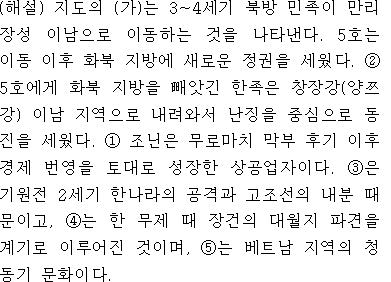 (해설) 지도의 (가)는 3~4세기 북방 민족이 만리
장성 이남으로 이동하는 것을 나타낸다. 5호는
이동 이후 화북 지방에 새로운 정권을 세웠다. ②
5호에게 화북 지방을 빼앗긴 한족은 창장강(양쯔
강) 이남 지역으로 내려와서 난징을 중심으로 동
진을 세웠다. ① 조닌은 무로마치 막부 후기 이후
경제 번영을 토대로 성장한 상공업자이다. ③은
기원전 2세기 한나라의 공격과 고조선의 내분 때
문이고, ④는 한 무제 때 장건의 대월지 파견을
계기로 이루어진 것이며, ⑤는 베트남 지역의 청
동기 문화이다.